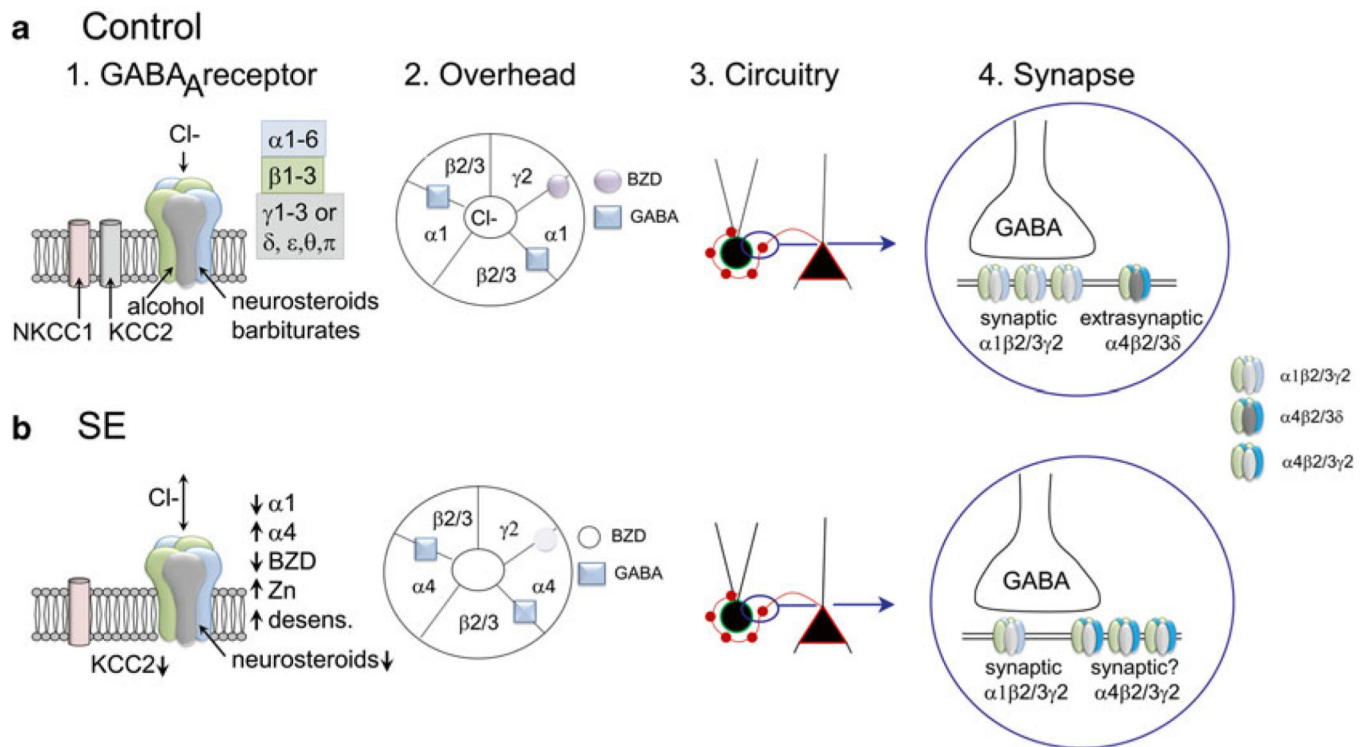 a Control
1. GABAA receptor
2. Overhead
3. Circuitry
4. Synapse
Cl-
α1-6
β1-3
γ1-3 or
δ, ε,θ,π
alcohol
neurosteroids
barbiturates
NKCC1
KCC2
β2/3
γ2
Cl-
α1
α1
β2/3
BZD
GABA
GABA
synaptic
α1β2/3γ2
extrasynaptic
α4β2/3δ
α1β2/3γ2
α4β2/3δ
α4β2/3γ2
b SE
Cl-
↓ α1
↑ α4
↓ BZD
↑ Zn
↑ desens.
KCC2↓
neurosteroids↓
β2/3
γ2
α4
α4
β2/3
BZD
GABA
GABA
synaptic
α1β2/3γ2
synaptic?
α4β2/3γ2